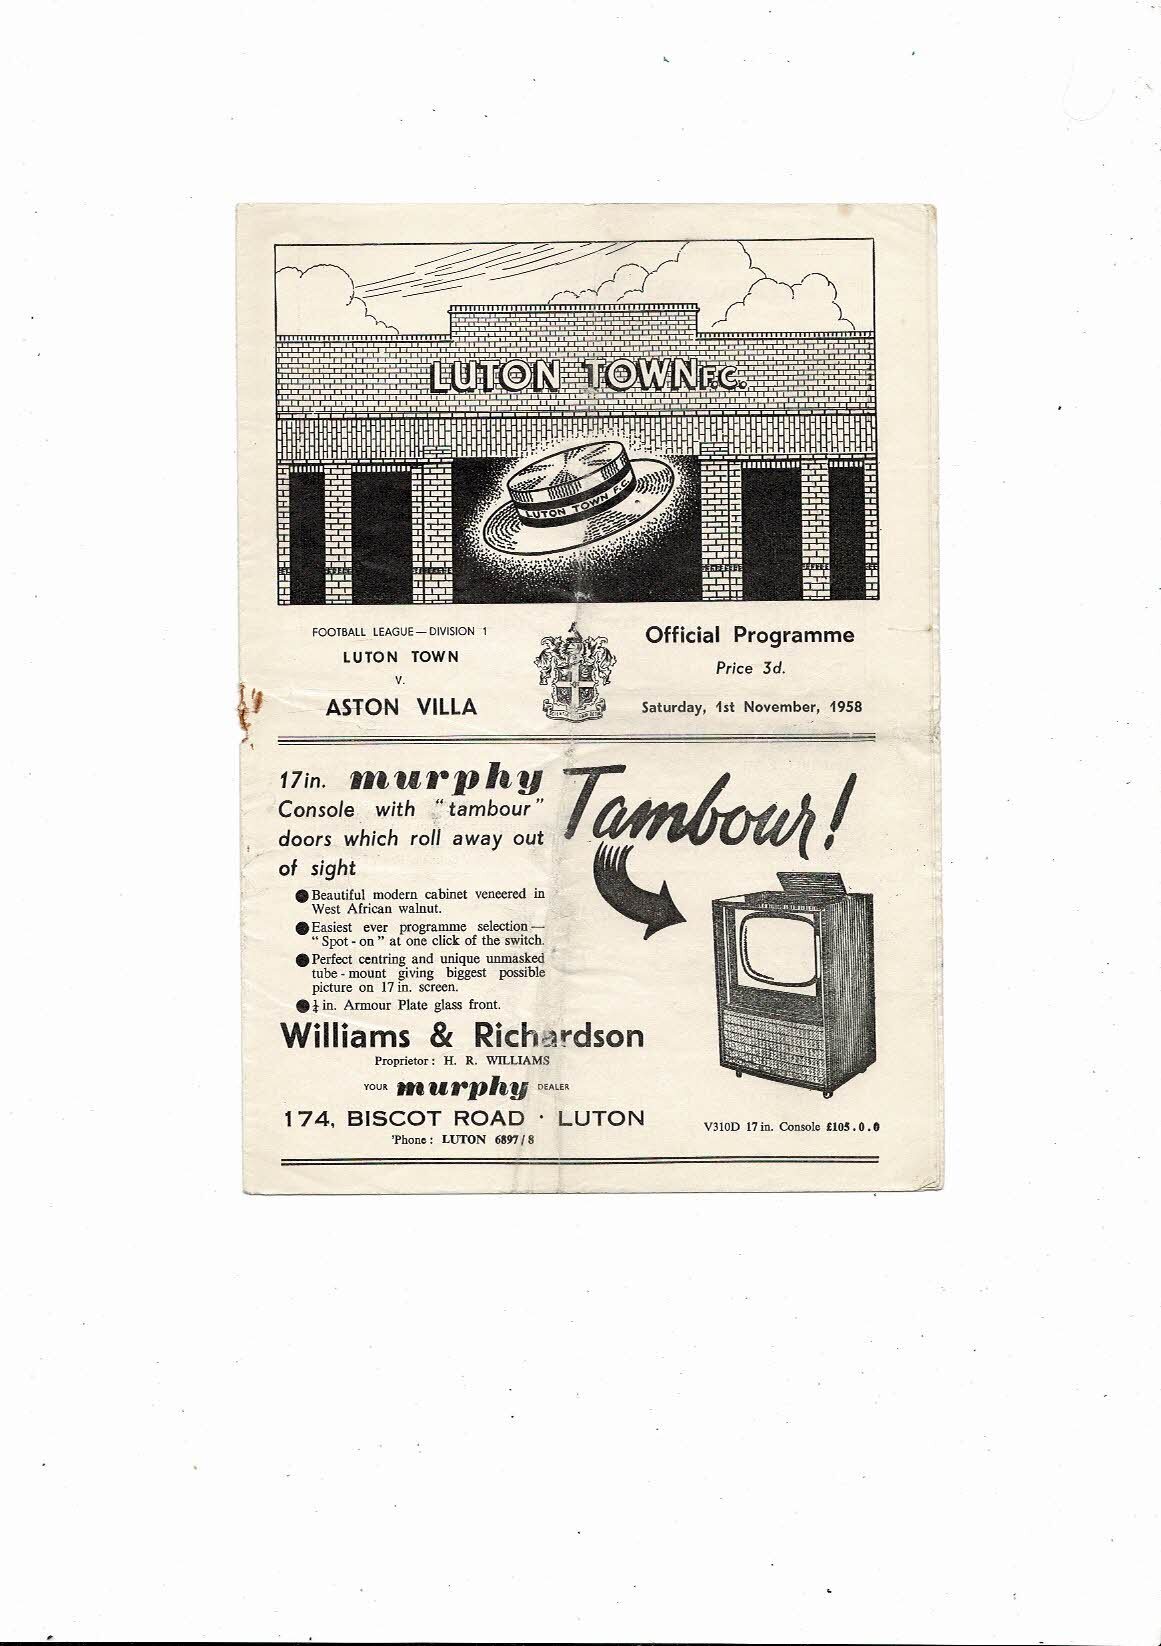 LUTON TOWN F.C.
LUTON TOWN F.C.
FOOTBALL LEAGUE — DIVISION 1
LUTON TOWN
v.
ASTON VILLA
Official Programme
Price 3d.
Saturday, 1st November, 1958
17in. murphy
Console with "tambour"
doors which roll away out
of sight
Tambour!
● Beautiful modern cabinet veneered in
West African walnut.
● Easiest ever programme selection —
"Spot - on" at one click of the switch.
● Perfect centring and unique unmasked
tube - mount giving biggest possible
picture on 17 in. screen.
● ¼ in. Armour Plate glass front.
Williams & Richardson
Proprietor : H. R. WILLIAMS
YOUR murphy DEALER
174, BISCOT ROAD · LUTON
'Phone : LUTON 6897/8
V310D 17 in. Console £105.0.0